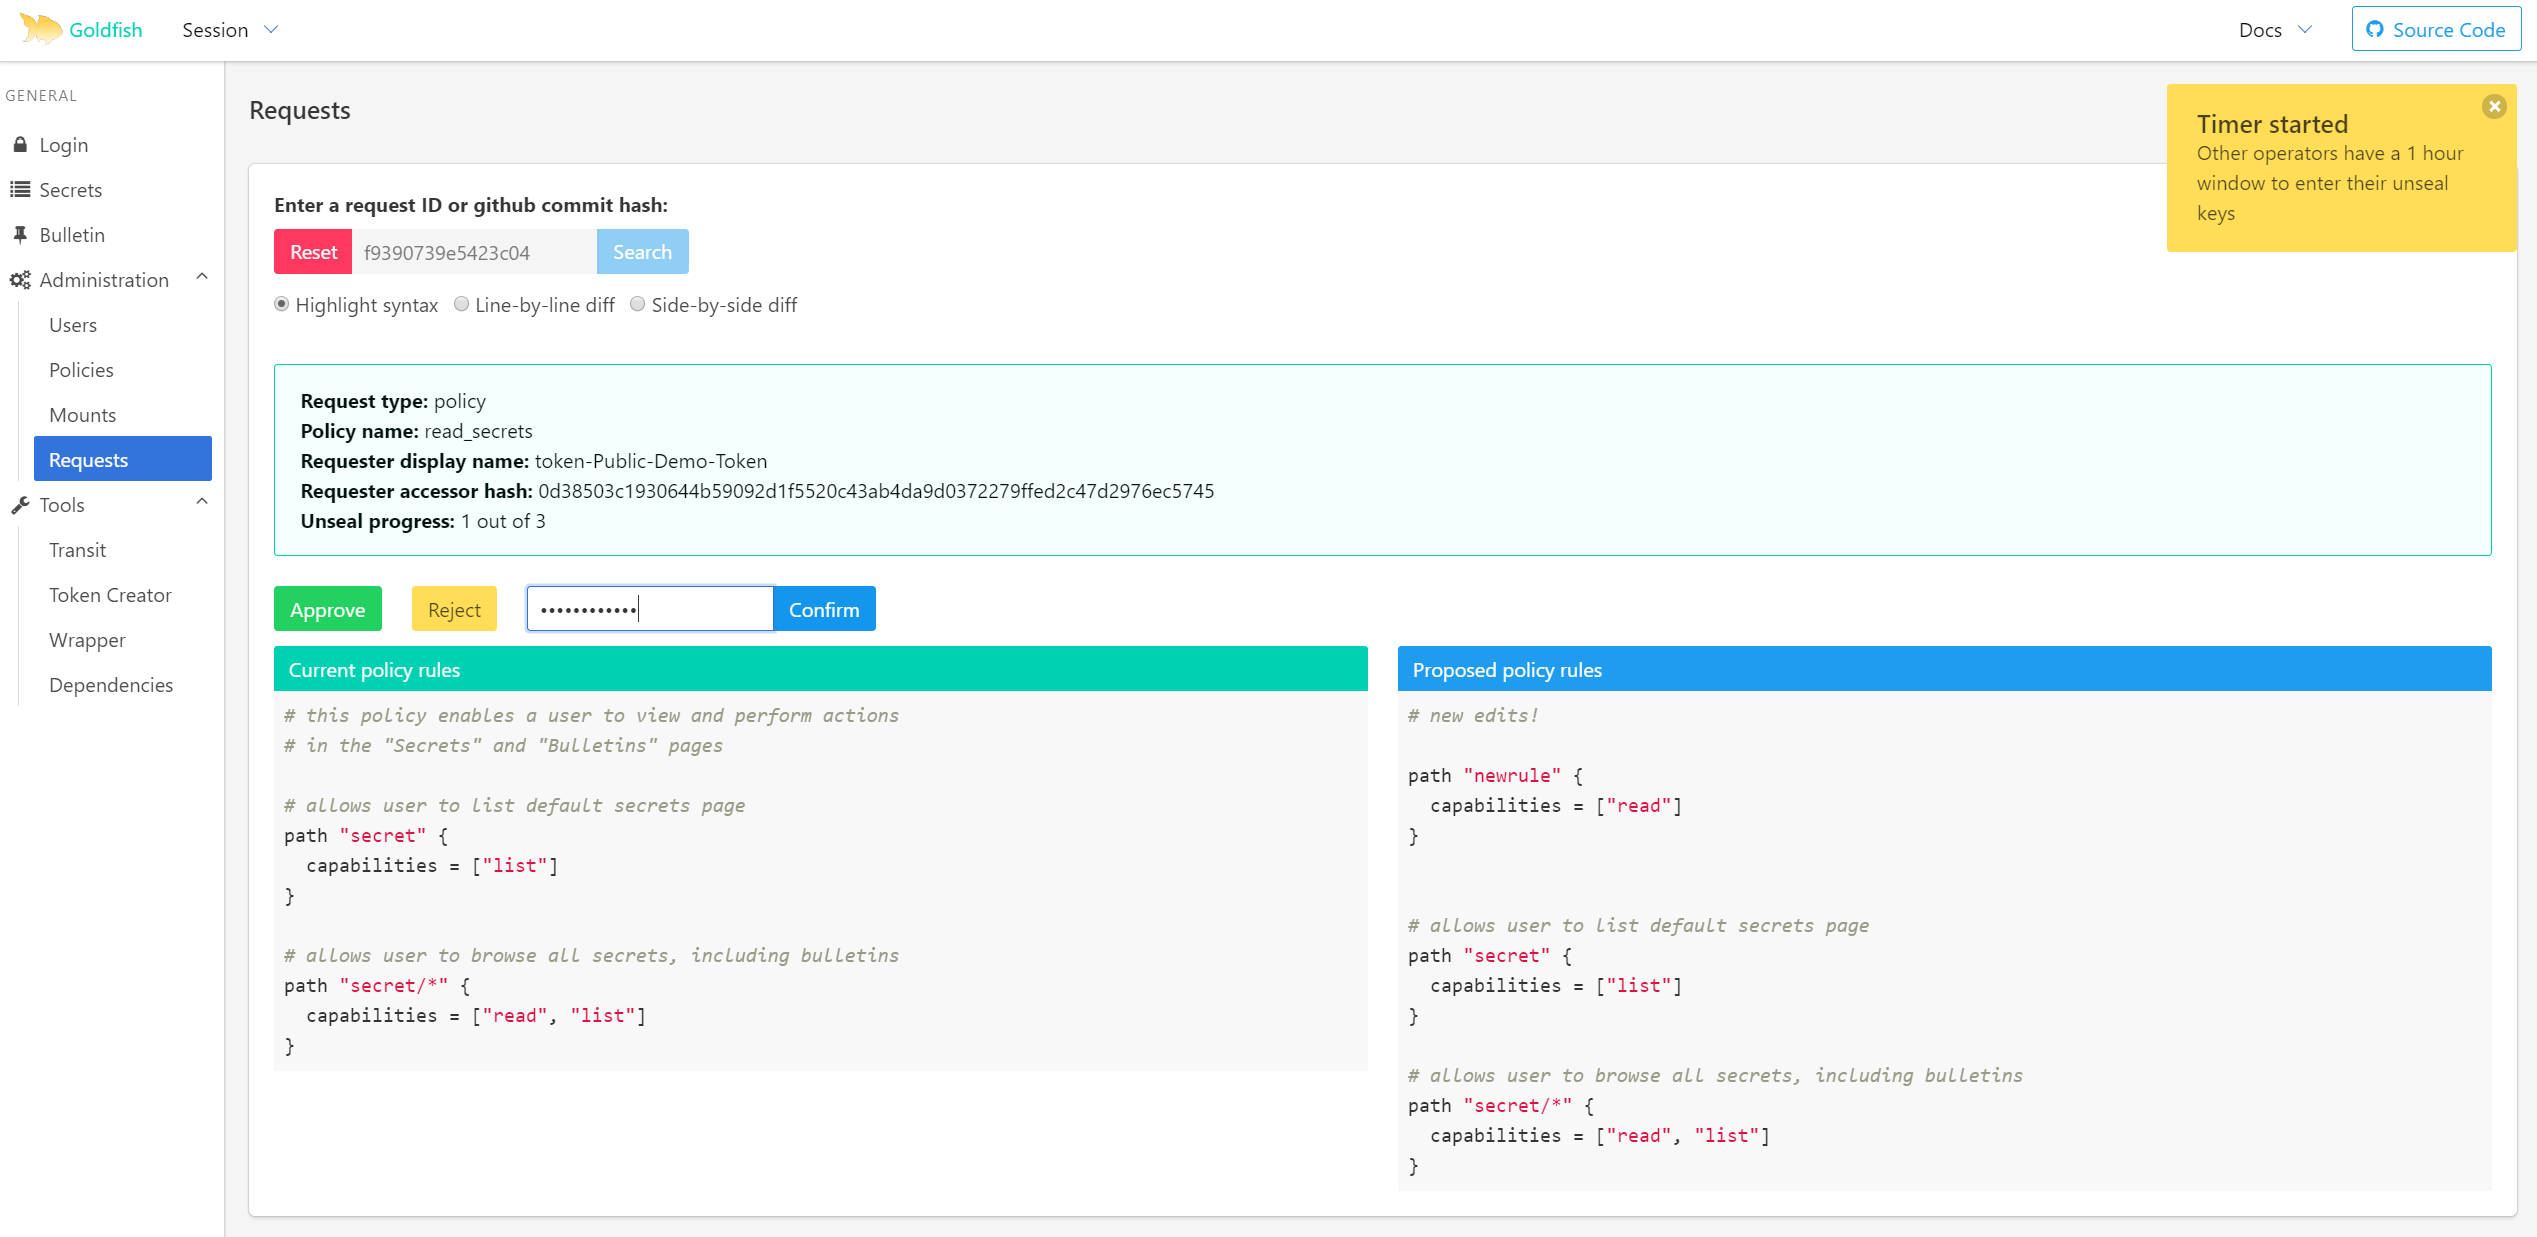 Goldfish
Session
Docs
Source Code
GENERAL
Login
Secrets
Bulletin
Administration
Users
Policies
Mounts
Requests
Tools
Transit
Token Creator
Wrapper
Dependencies
Requests
Timer started
Other operators have a 1 hour
window to enter their unseal
keys
Enter a request ID or github commit hash:
Reset f9390739e5423c04 Search
Highlight syntax Line-by-line diff Side-by-side diff
Request type: policy
Policy name: read_secrets
Requester display name: token-Public-Demo-Token
Requester accessor hash: 0d38503c1930644b59092d1f5520c43ab4da9d0372279ffed2c47d2976ec5745
Unseal progress: 1 out of 3
Approve Reject •••••••••••• Confirm
Current policy rules
# this policy enables a user to view and perform actions
# in the "Secrets" and "Bulletins" pages
# allows user to list default secrets page
path "secret" {
  capabilities = ["list"]
}
# allows user to browse all secrets, including bulletins
path "secret/*" {
  capabilities = ["read", "list"]
}
Proposed policy rules
# new edits!
path "newrule" {
  capabilities = ["read"]
}
# allows user to list default secrets page
path "secret" {
  capabilities = ["list"]
}
# allows user to browse all secrets, including bulletins
path "secret/*" {
  capabilities = ["read", "list"]
}